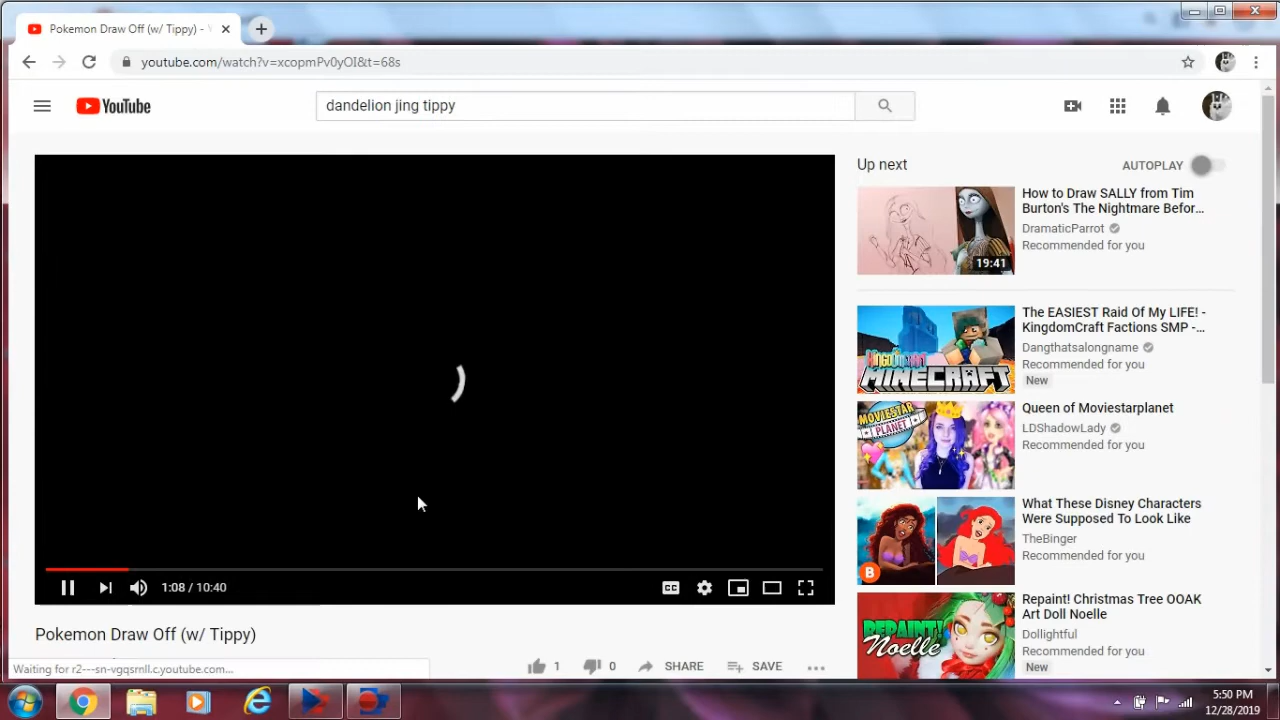 Pokemon Draw Off (w/ Tippy) -
youtube.com/watch?v=xcopmPv0yOI&t=68s
YouTube
dandelion jing tippy
Up next
AUTOPLAY
How to Draw SALLY from Tim
Burton's The Nightmare Befor...
DramaticParrot
Recommended for you
19:41
The EASIEST Raid Of My LIFE! -
KingdomCraft Factions SMP -...
Dangthatsalongname
Recommended for you
New
KINGDOMCRAFT
MINECRAFT
Queen of Moviestarplanet
LDShadowLady
Recommended for you
MOVIESTAR
PLANET
What These Disney Characters
Were Supposed To Look Like
TheBinger
Recommended for you
B
Repaint! Christmas Tree OOAK
Art Doll Noelle
Dollightful
Recommended for you
New
REPAINT!
Noelle
CC
1:08 / 10:40
Pokemon Draw Off (w/ Tippy)
1
0
SHARE
SAVE
Waiting for r2---sn-vgqsrnll.c.youtube.com...
5:50 PM
12/28/2019